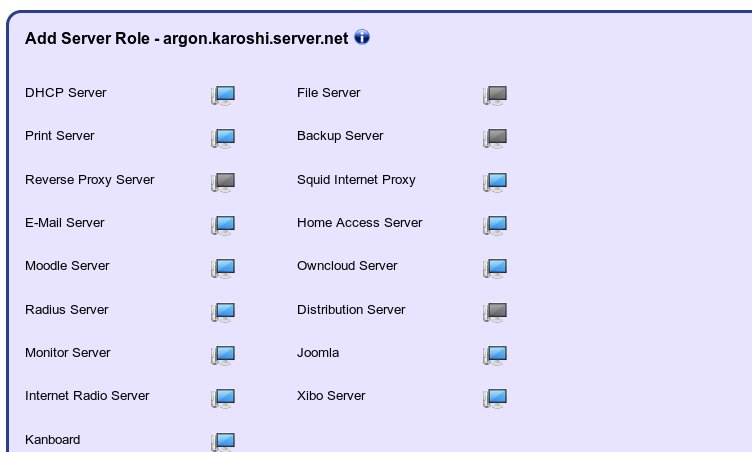 Add Server Role - argon.karoshi.server.net
DHCP Server File Server
Print Server Backup Server
Reverse Proxy Server Squid Internet Proxy
E-Mail Server Home Access Server
Moodle Server Owncloud Server
Radius Server Distribution Server
Monitor Server Joomla
Internet Radio Server Xibo Server
Kanboard